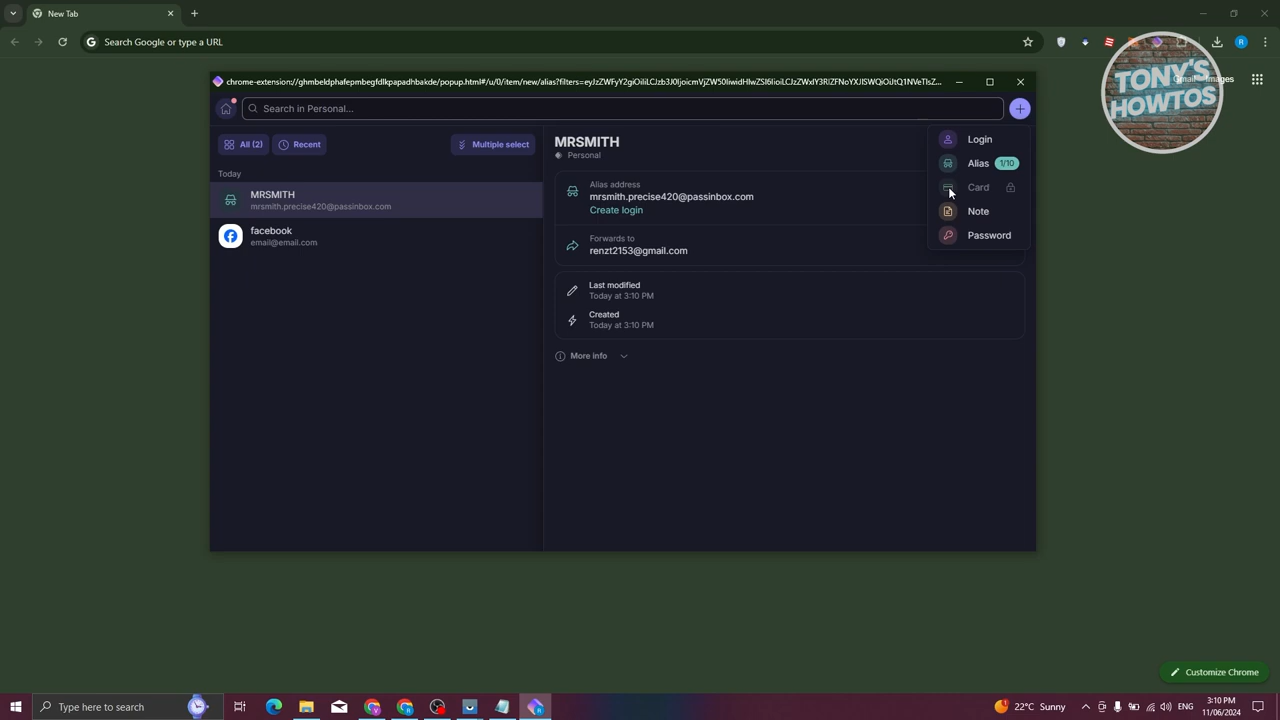 New Tab
Search Google or type a URL
Gmail
Images
TONY'S
HOWTOS
chrome-extension://ghmbeldphafepmbegfdlkpapadhbakde/popup.html#/item/new/alias?filters=
Search in Personal...
All (2)
Recent
Multiple select
Today
MRSMITH
mrsmith.precise420@passinbox.com
facebook
email@email.com
MRSMITH
Personal
Alias address
mrsmith.precise420@passinbox.com
Create login
Forwards to
renzt2153@gmail.com
Last modified
Today at 3:10 PM
Created
Today at 3:10 PM
More info
Login
Alias 1/10
Card
Note
Password
Customize Chrome
Type here to search
22°C Sunny
3:10 PM
11/06/2024